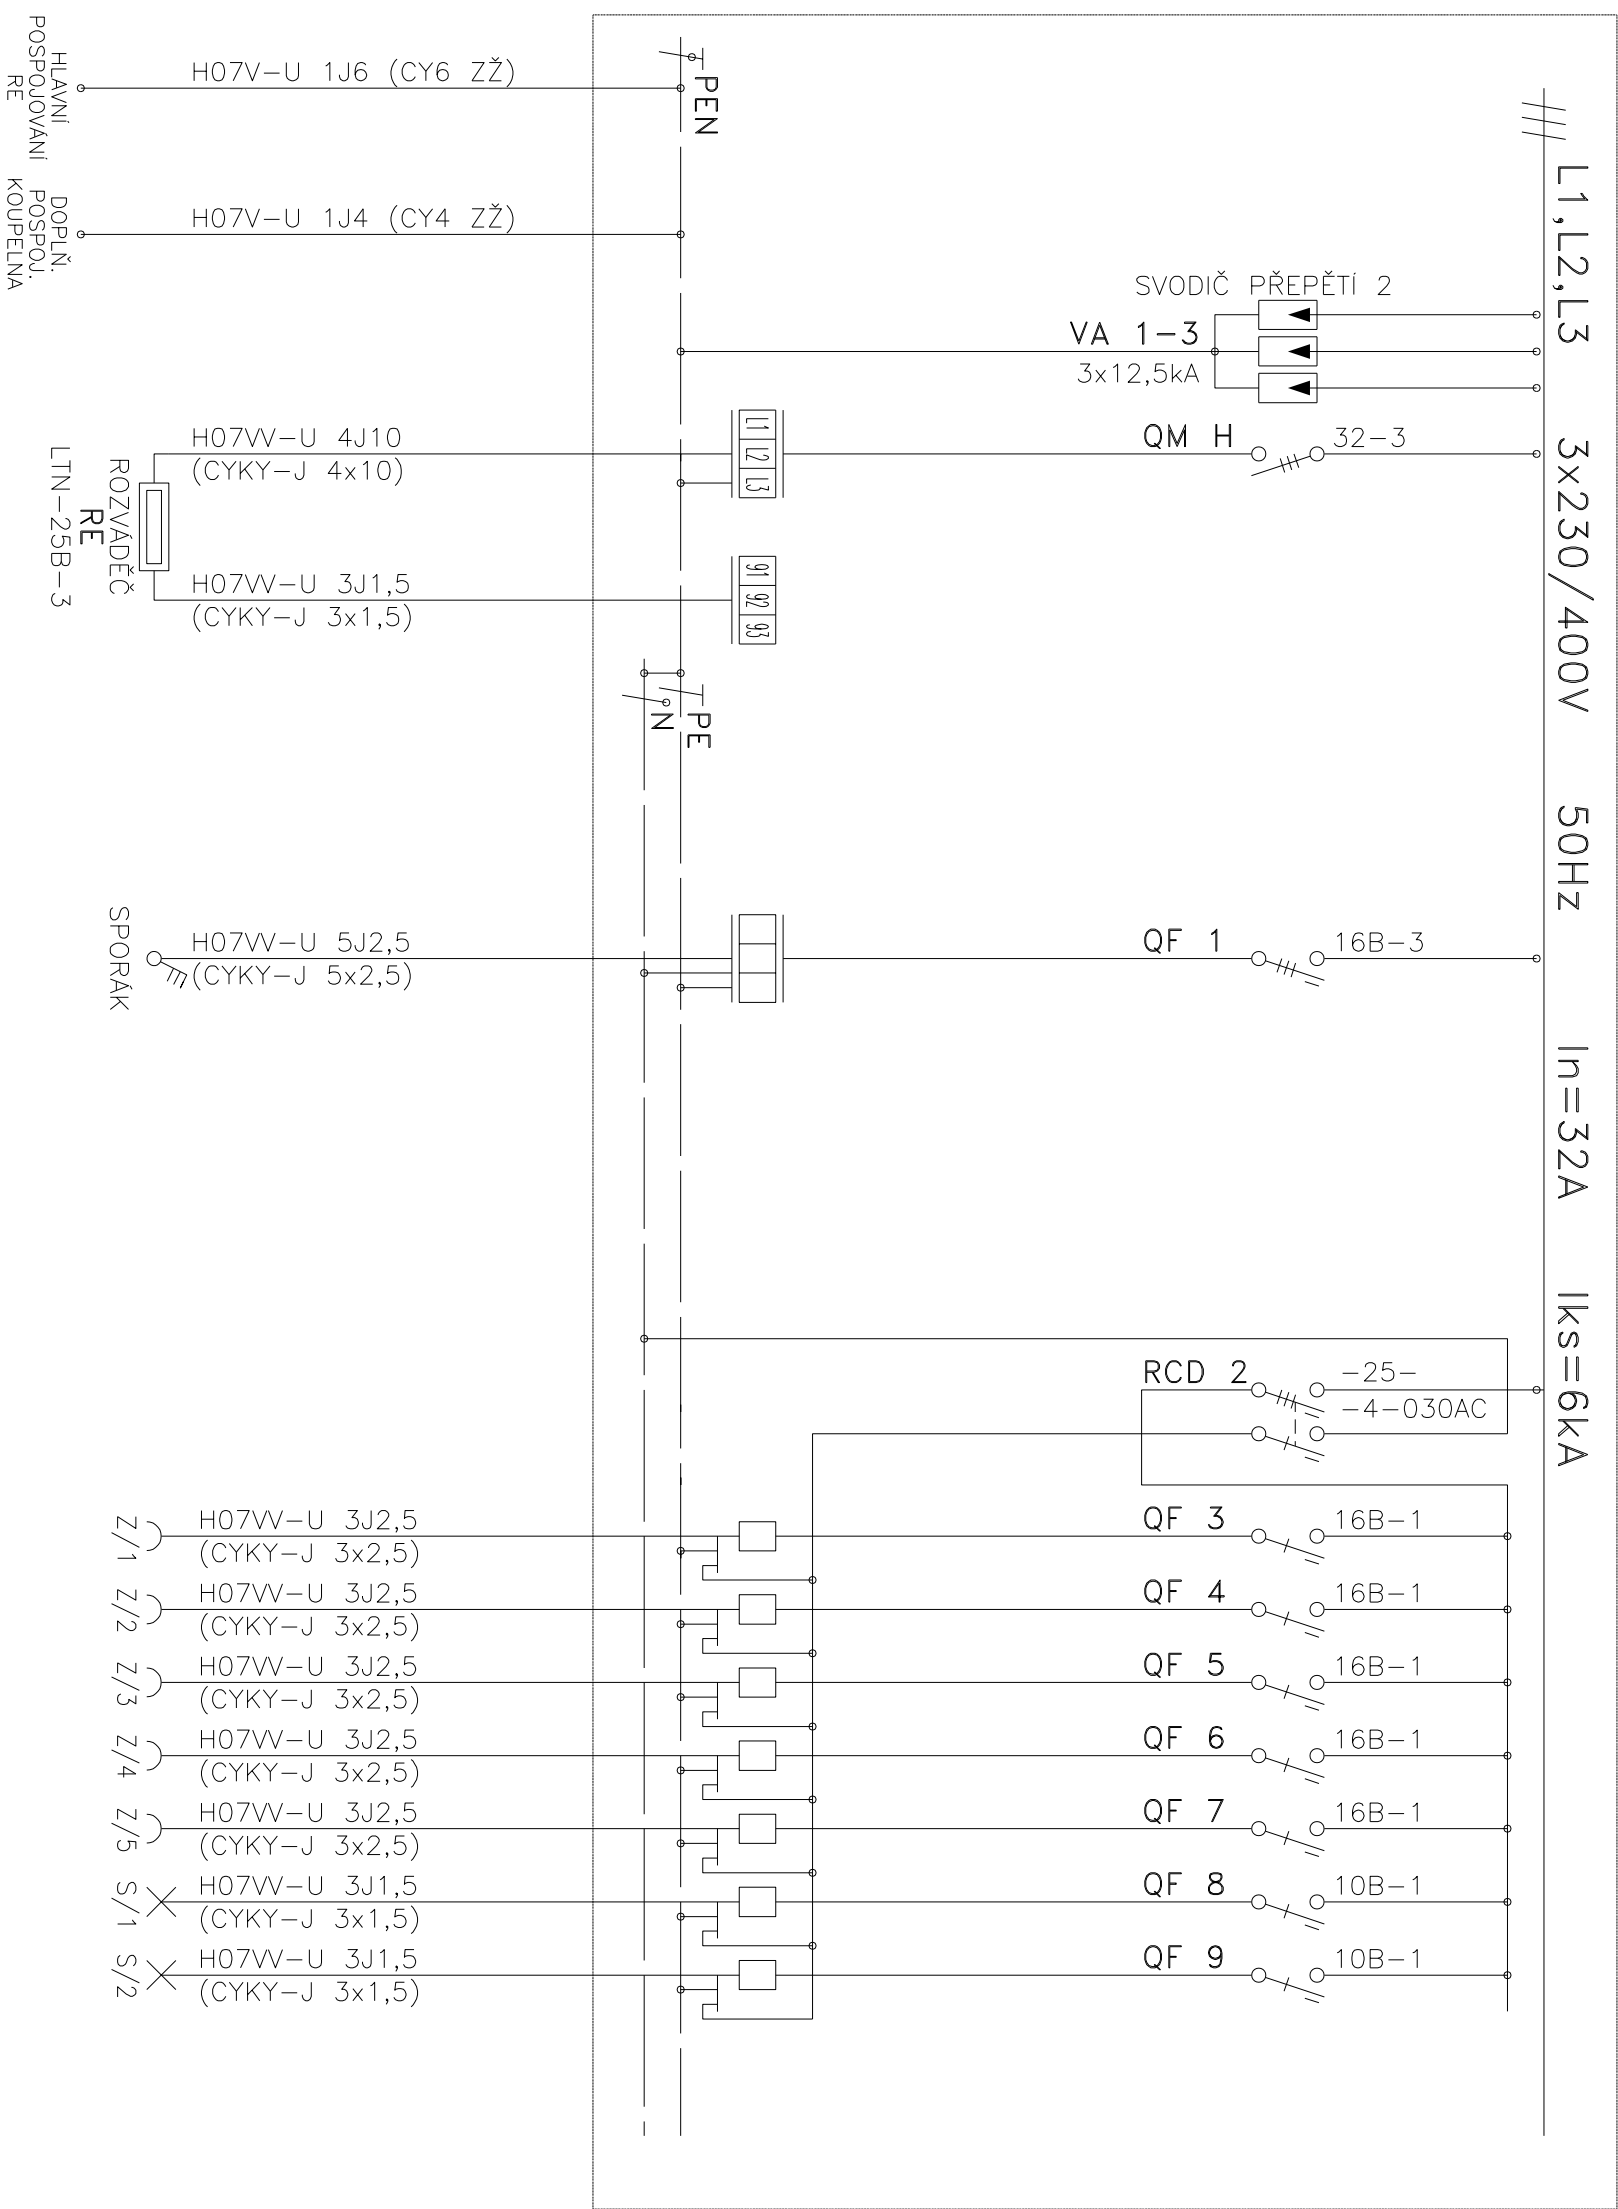 L1,L2,L3   3x230/400V   50Hz   In=32A   Iks=6kA
PEN
H07V-U 1J6 (CY6 ZŽ)
HLAVNÍ
POSPOJOVÁNÍ
RE
H07V-U 1J4 (CY4 ZŽ)
DOPLŇ.
POSPOJ.
KOUPELNA
SVODIČ PŘEPĚTÍ 2
VA 1-3
3x12,5kA
QM H
32-3
L1 L2 L3
H07VV-U 4J10
(CYKY-J 4x10)
ROZVÁDĚČ
RE
LTN-25B-3
91 92 93
H07VV-U 3J1,5
(CYKY-J 3x1,5)
PE
N
QF 1
16B-3
H07VV-U 5J2,5
(CYKY-J 5x2,5)
SPORÁK
RCD 2
-25-
-4-030AC
QF 3
16B-1
H07VV-U 3J2,5
(CYKY-J 3x2,5)
Z/1
QF 4
16B-1
H07VV-U 3J2,5
(CYKY-J 3x2,5)
Z/2
QF 5
16B-1
H07VV-U 3J2,5
(CYKY-J 3x2,5)
Z/3
QF 6
16B-1
H07VV-U 3J2,5
(CYKY-J 3x2,5)
Z/4
QF 7
16B-1
H07VV-U 3J2,5
(CYKY-J 3x2,5)
Z/5
QF 8
10B-1
H07VV-U 3J1,5
(CYKY-J 3x1,5)
S/1
QF 9
10B-1
H07VV-U 3J1,5
(CYKY-J 3x1,5)
S/2